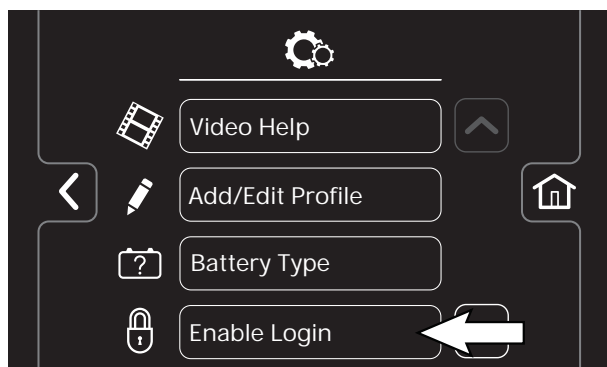 Video Help
Add/Edit Profile
?
Battery Type
Enable Login